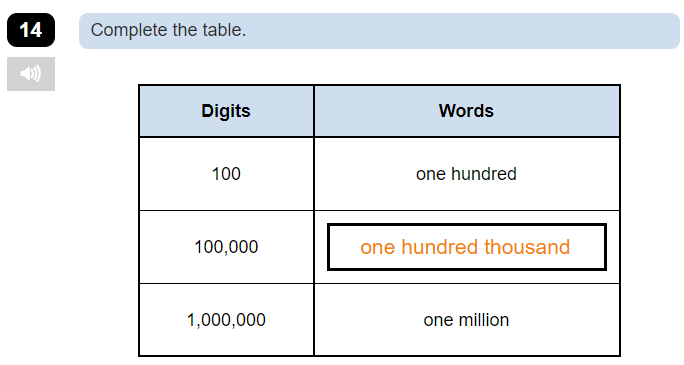 14
Complete the table.
Digits Words
100 one hundred
100,000 one hundred thousand
1,000,000 one million